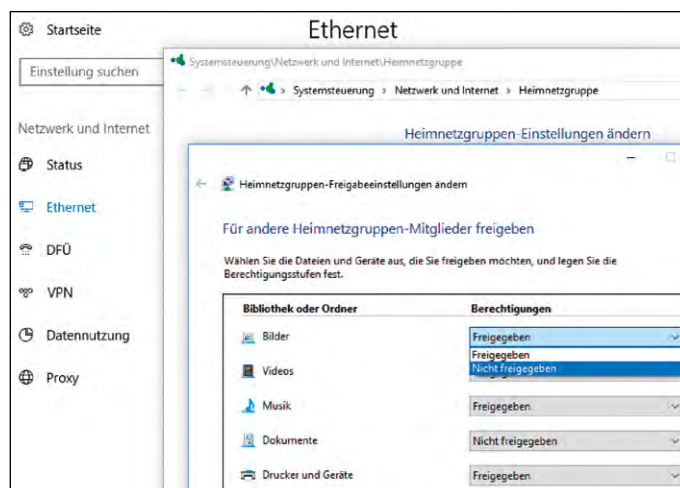 Startseite
Ethernet
Einstellung suchen
Systemsteuerung\Netzwerk und Internet\Heimnetzgruppe
Systemsteuerung > Netzwerk und Internet > Heimnetzgruppe
Netzwerk und Internet
Heimnetzgruppen-Einstellungen ändern
Status
Ethernet
DFÜ
VPN
Datennutzung
Proxy
Heimnetzgruppen-Freigabeeinstellungen ändern
Für andere Heimnetzgruppen-Mitglieder freigeben
Wählen Sie die Dateien und Geräte aus, die Sie freigeben möchten, und legen Sie die
Berechtigungsstufen fest.
Bibliothek oder Ordner Berechtigungen
Bilder Freigegeben
Freigegeben
Nicht freigegeben
Videos
Musik Freigegeben
Dokumente Nicht freigegeben
Drucker und Geräte Freigegeben